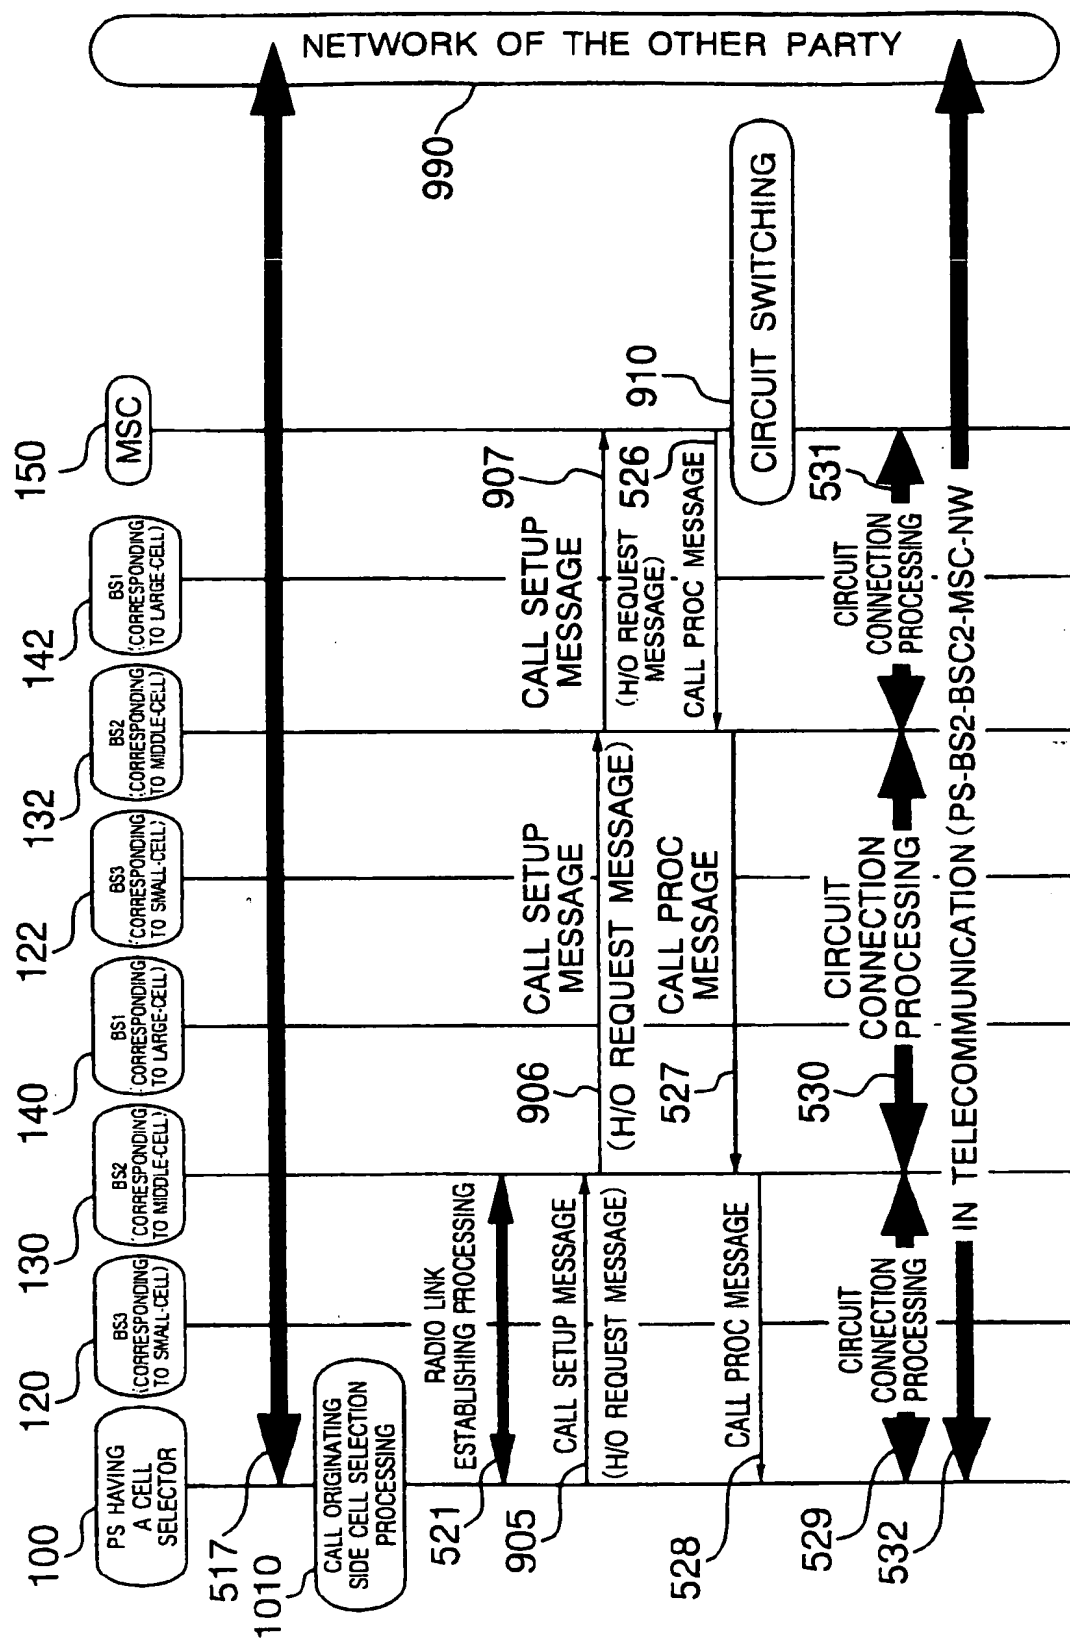 100
PS HAVING
A CELL
SELECTOR
120
BS3
(CORRESPONDING
TO SMALL-CELL)
130
BS2
(CORRESPONDING
TO MIDDLE-CELL)
140
BS1
(CORRESPONDING
TO LARGE-CELL)
122
BS3
(CORRESPONDING
TO SMALL-CELL)
132
BS2
(CORRESPONDING
TO MIDDLE-CELL)
142
BS1
(CORRESPONDING
TO LARGE-CELL)
150
MSC
NETWORK OF THE OTHER PARTY
990
517
1010
CALL ORIGINATING
SIDE CELL SELECTION
PROCESSING
RADIO LINK
ESTABLISHING PROCESSING
521
905
CALL SETUP MESSAGE
(H/O REQUEST MESSAGE)
906
CALL SETUP
MESSAGE
(H/O REQUEST MESSAGE)
907
CALL SETUP
MESSAGE
(H/O REQUEST
MESSAGE)
526
CALL PROC MESSAGE
910
CIRCUIT SWITCHING
527
CALL PROC
MESSAGE
528
CALL PROC MESSAGE
529
CIRCUIT
CONNECTION
PROCESSING
530
CIRCUIT
CONNECTION
PROCESSING
531
CIRCUIT
CONNECTION
PROCESSING
532
IN TELECOMMUNICATION (PS-BS2-BSC2-MSC-NW